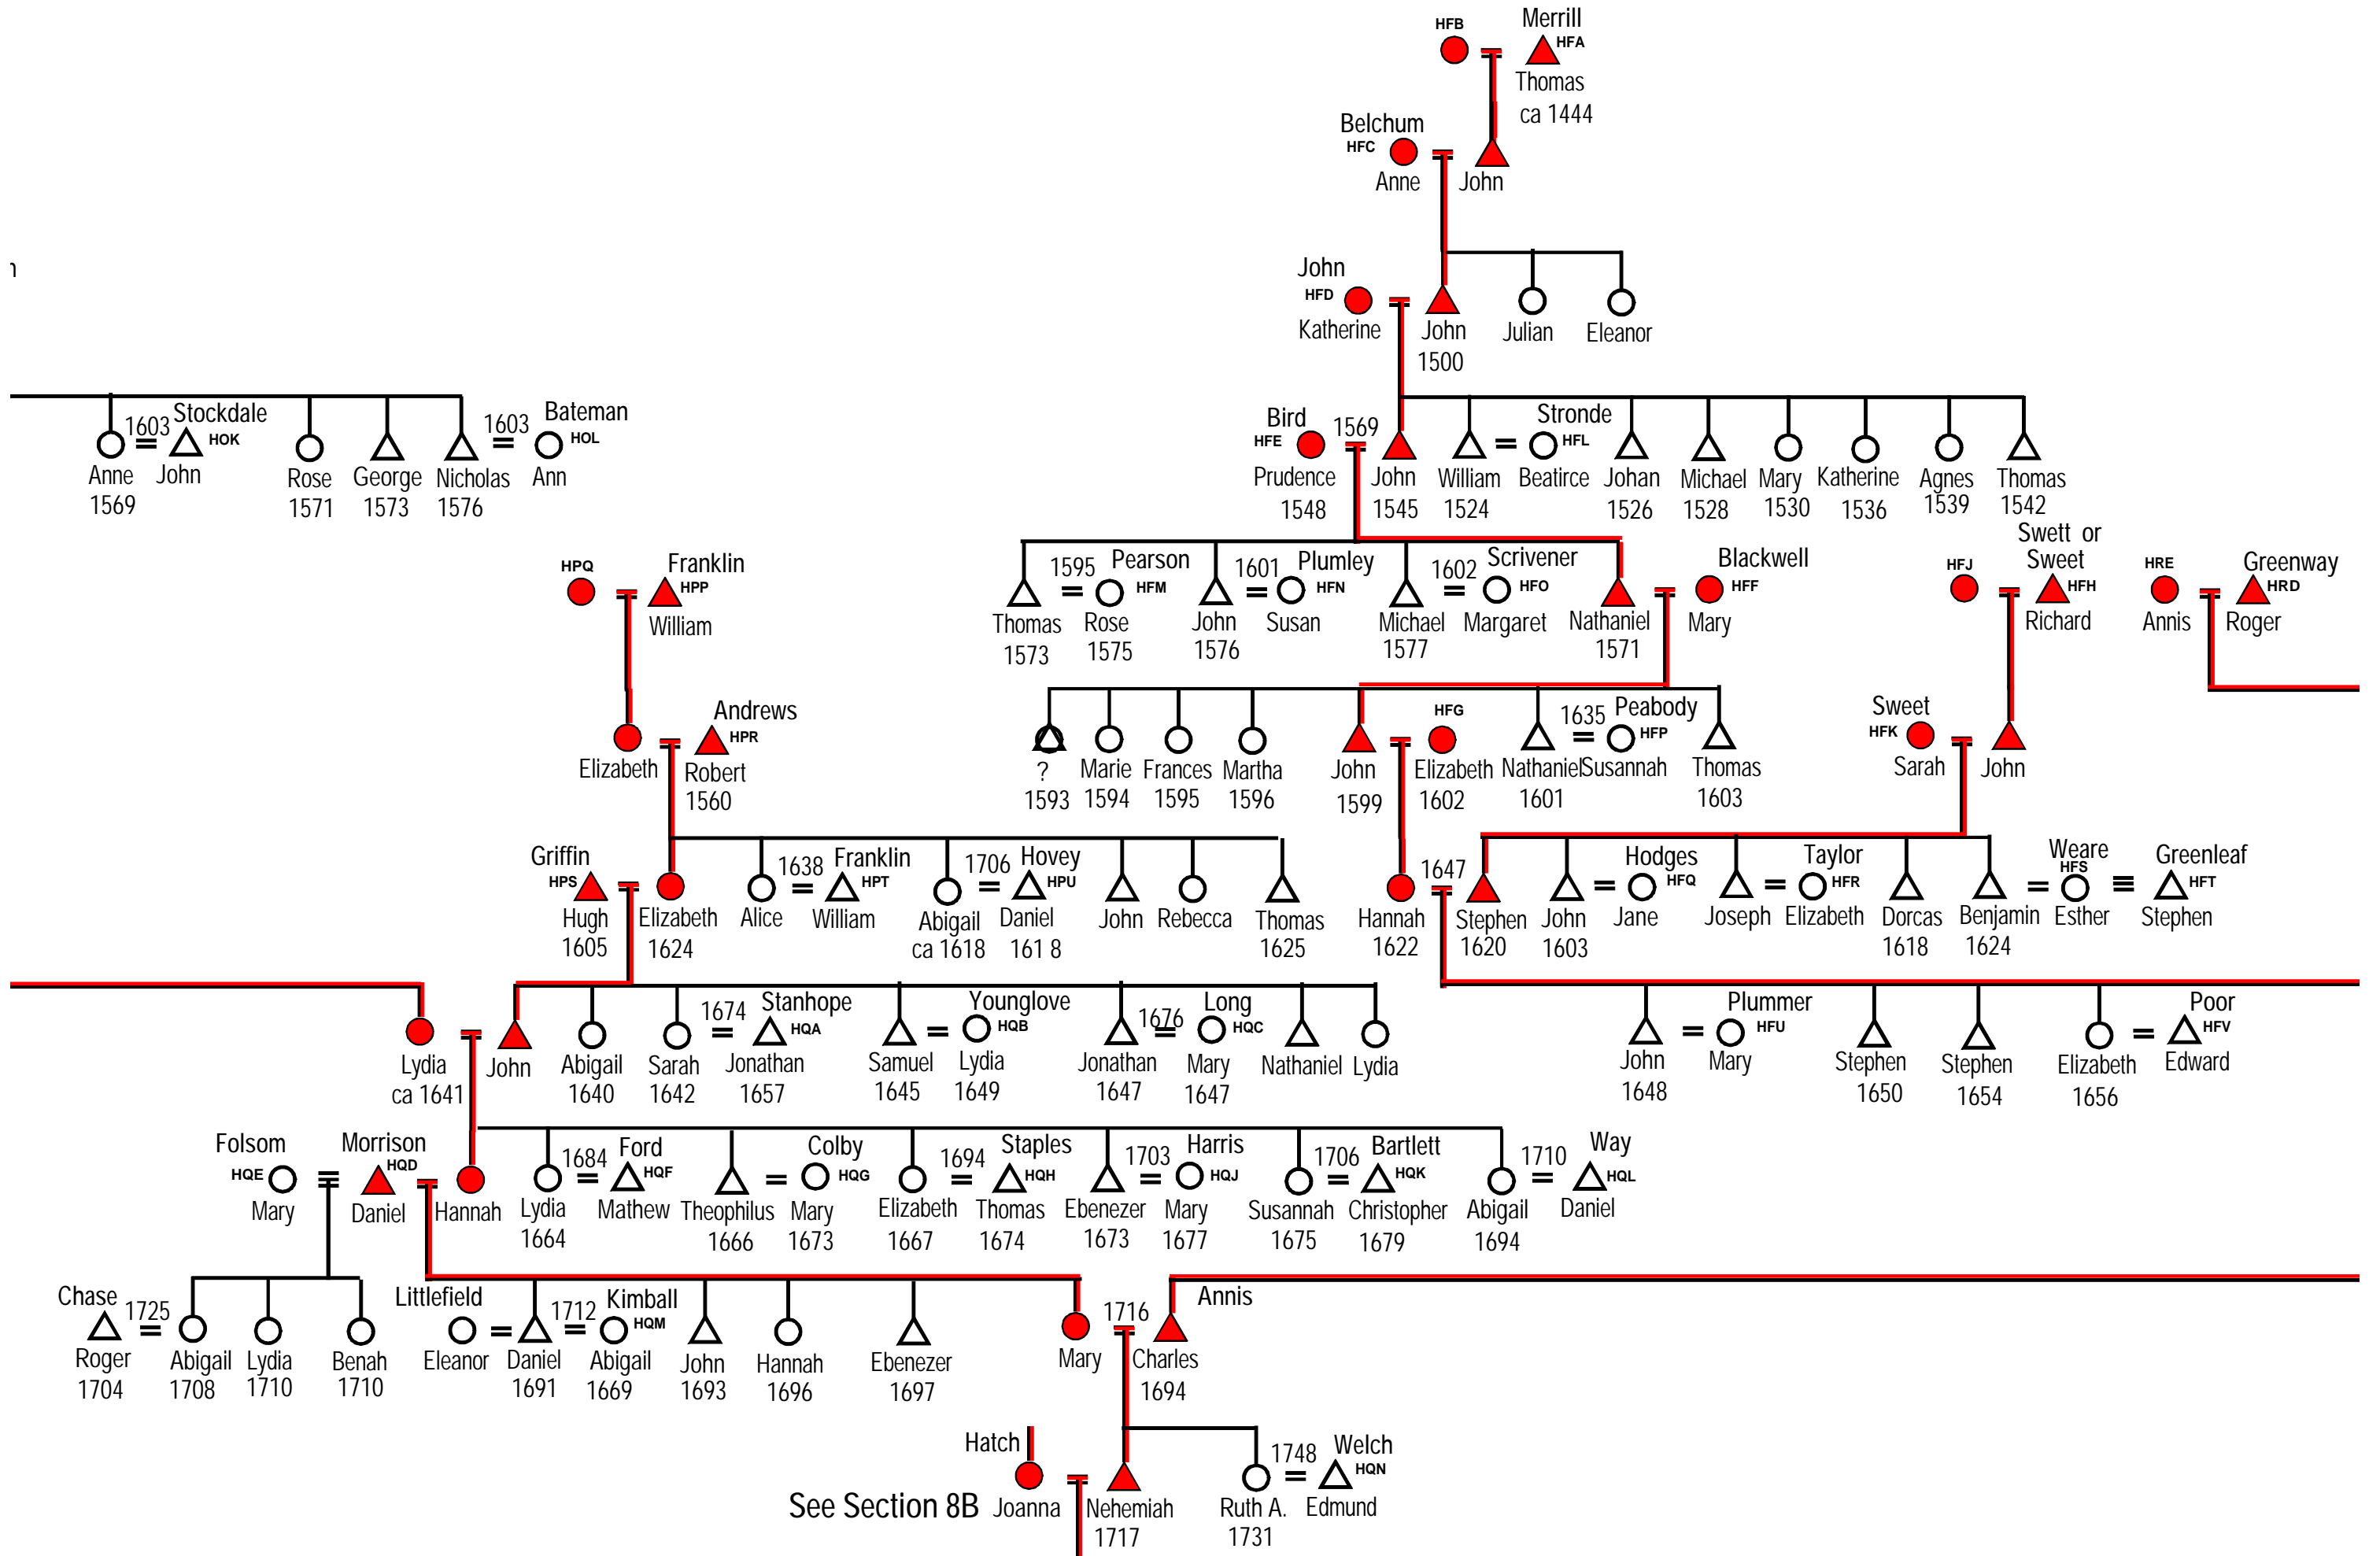 HFB
Merrill
HFA
Thomas
ca 1444
Belchum
HFC
Anne
John
John
HFD
Katherine
John
1500
Julian
Eleanor
1603
Stockdale
HOK
Anne
1569
John
Rose
1571
George
1573
Nicholas
1576
1603
Bateman
HOL
Ann
Bird
HFE
Prudence
1548
1569
John
1545
William
1524
Stronde
HFL
Beatirce
Johan
1526
Michael
1528
Mary
1530
Katherine
1536
Agnes
1539
Thomas
1542
HPQ
Franklin
HPP
William
Thomas
1573
1595
Pearson
HFM
Rose
1575
John
1576
1601
Plumley
HFN
Susan
Michael
1577
1602
Scrivener
HFO
Margaret
Nathaniel
1571
Blackwell
HFF
Mary
HFJ
Swett or
Sweet
HFH
Richard
HRE
Annis
Greenway
HRD
Roger
Elizabeth
Andrews
HPR
Robert
1560
?
1593
Marie
1594
Frances
1595
Martha
1596
John
1599
HFG
Elizabeth
1602
Nathaniel
1601
1635
Peabody
HFP
Susannah
Thomas
1603
Sweet
HFK
Sarah
John
Griffin
HPS
Hugh
1605
Elizabeth
1624
Alice
1638
Franklin
HPT
William
Abigail
ca 1618
1706
Hovey
HPU
Daniel
161 8
John
Rebecca
Thomas
1625
Hannah
1622
1647
Stephen
1620
John
1603
Hodges
HFQ
Jane
Joseph
Taylor
HFR
Elizabeth
Dorcas
1618
Benjamin
1624
Weare
HFS
Esther
Greenleaf
HFT
Stephen
Lydia
ca 1641
John
Abigail
1640
Sarah
1642
1674
Stanhope
HQA
Jonathan
1657
Samuel
1645
Younglove
HQB
Lydia
1649
Jonathan
1647
1676
Long
HQC
Mary
1647
Nathaniel
Lydia
John
1648
Plummer
HFU
Mary
Stephen
1650
Stephen
1654
Elizabeth
1656
Poor
HFV
Edward
Folsom
HQE
Mary
Morrison
HQD
Daniel
Hannah
Lydia
1664
1684
Ford
HQF
Mathew
Theophilus
1666
Colby
HQG
Mary
1673
Elizabeth
1667
1694
Staples
HQH
Thomas
1674
Ebenezer
1673
1703
Harris
HQJ
Mary
1677
Susannah
1675
1706
Bartlett
HQK
Christopher
1679
Abigail
1694
1710
Way
HQL
Daniel
Chase
Roger
1704
1725
Abigail
1708
Lydia
1710
Benah
1710
Littlefield
Eleanor
Daniel
1691
1712
Kimball
HQM
Abigail
1669
John
1693
Hannah
1696
Ebenezer
1697
Mary
1716
Annis
Charles
1694
See Section 8B
Hatch
Joanna
Nehemiah
1717
Ruth A.
1731
1748
Welch
HQN
Edmund